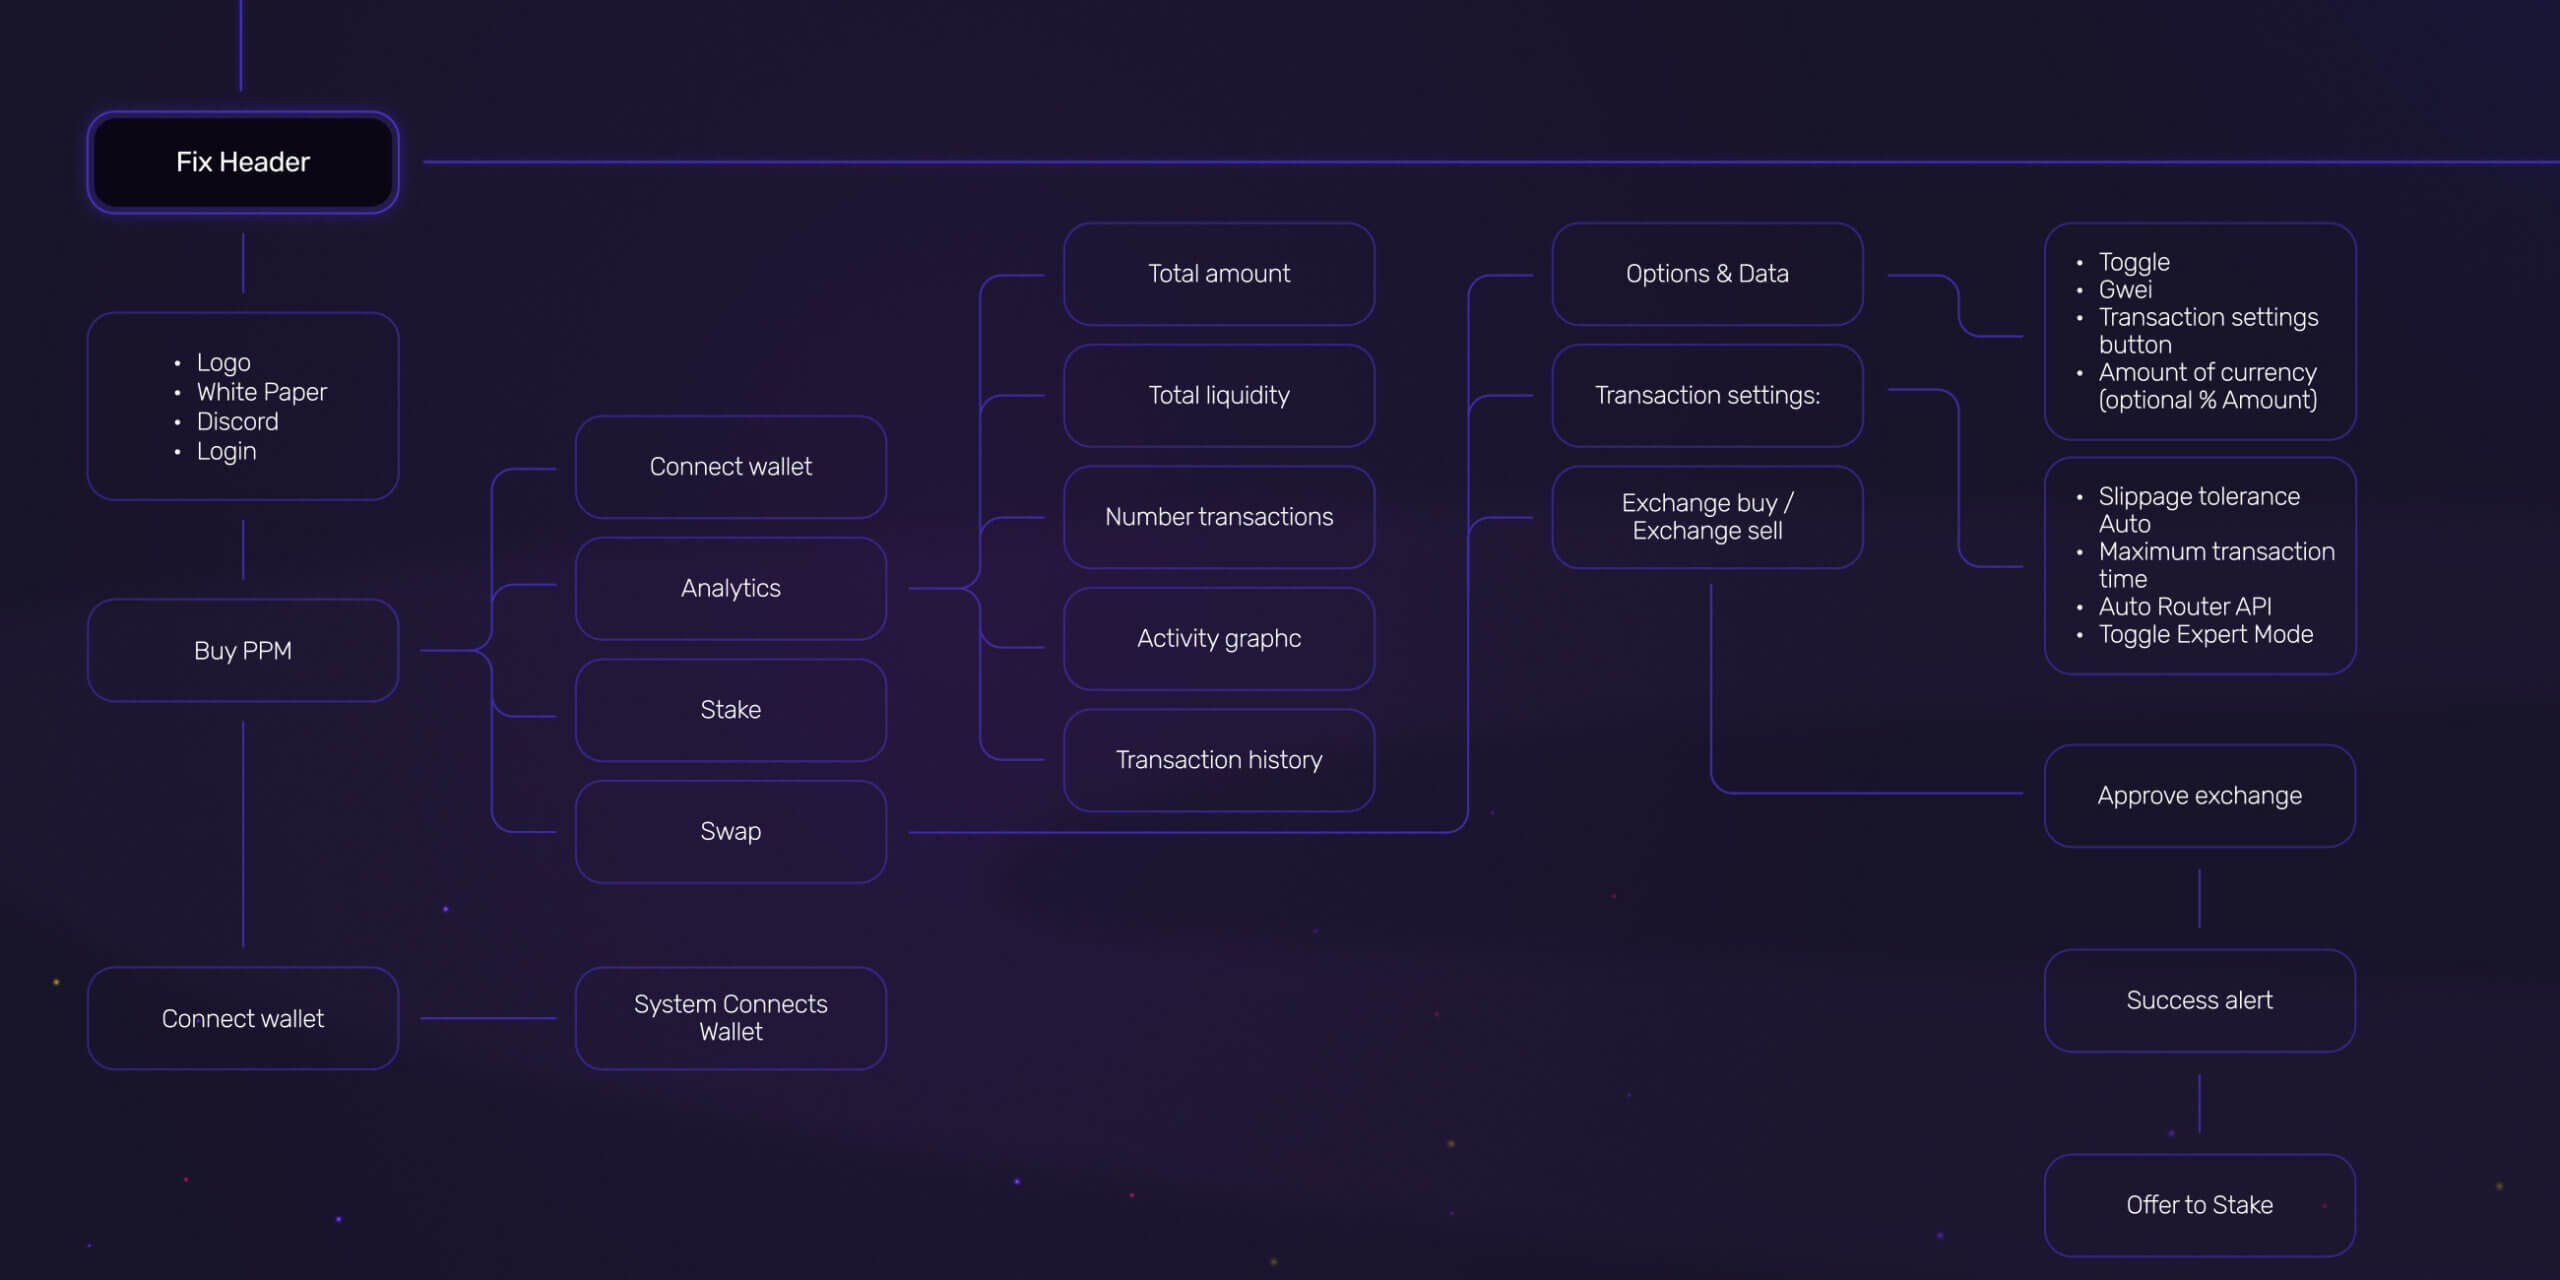 Fix Header
• Logo
• White Paper
• Discord
• Login
Buy PPM
Connect wallet
Connect wallet
Analytics
Stake
Swap
System Connects
Wallet
Total amount
Total liquidity
Number transactions
Activity graphc
Transaction history
Options & Data
Transaction settings:
Exchange buy /
Exchange sell
• Toggle
• Gwei
• Transaction settings
button
• Amount of currency
(optional % Amount)
• Slippage tolerance
Auto
• Maximum transaction
time
• Auto Router API
• Toggle Expert Mode
Approve exchange
Success alert
Offer to Stake